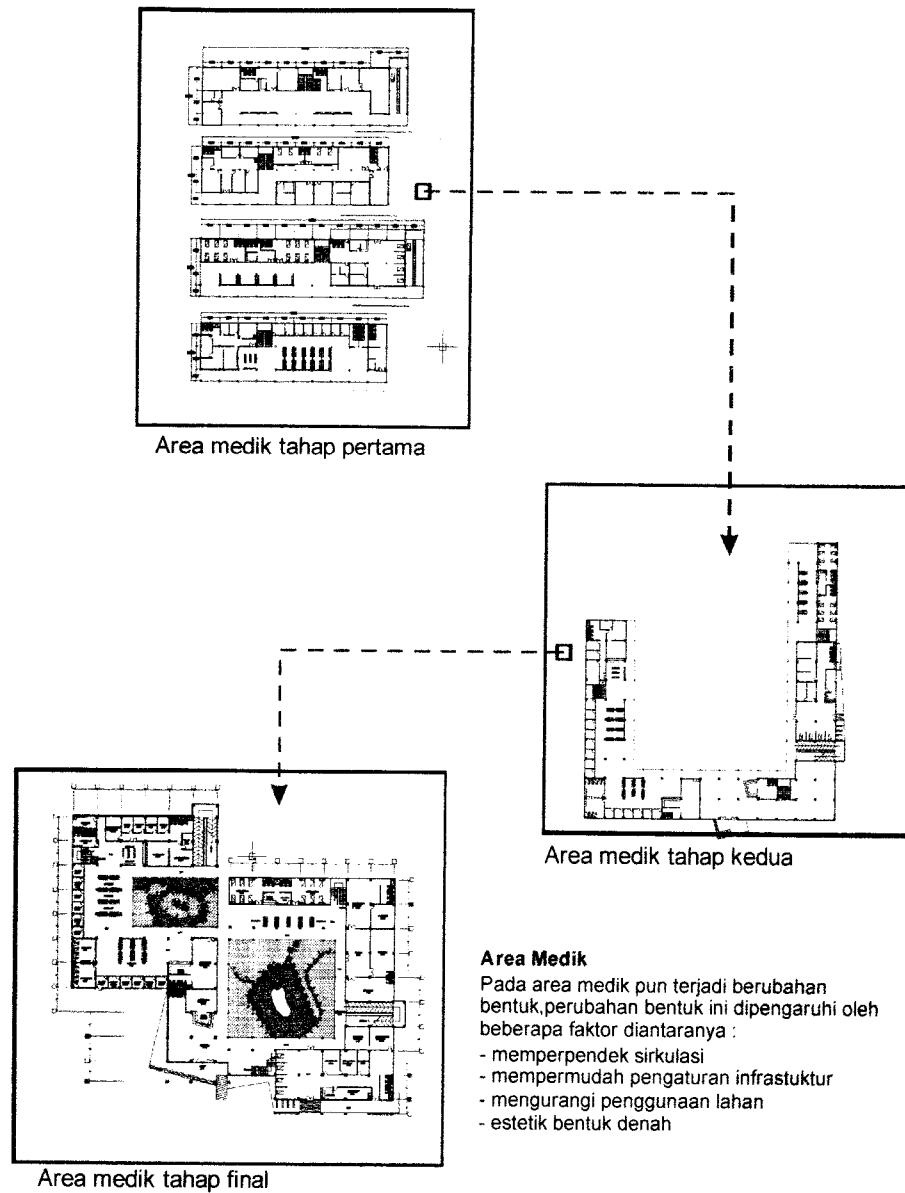 Area medik tahap pertama
Area medik tahap kedua
Area Medik
Pada area medik pun terjadi berubahan
bentuk,perubahan bentuk ini dipengaruhi oleh
beberapa faktor diantaranya :
- memperpendek sirkulasi
- mempermudah pengaturan infrastuktur
- mengurangi penggunaan lahan
- estetik bentuk denah
Area medik tahap final